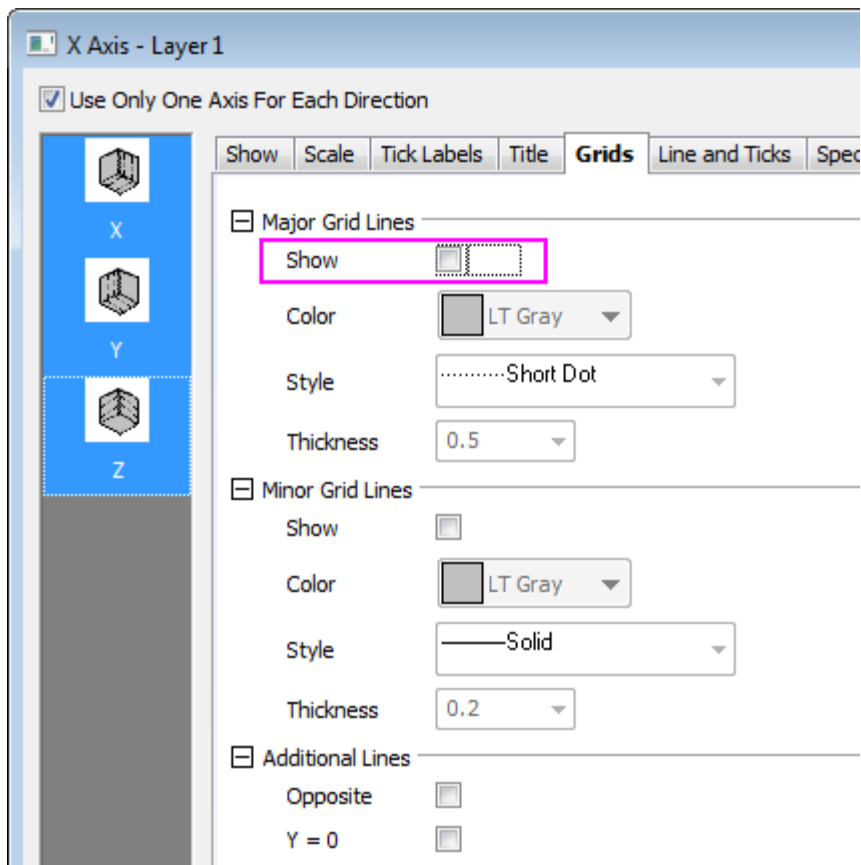 X Axis - Layer 1
Use Only One Axis For Each Direction
Show Scale Tick Labels Title Grids Line and Ticks Spec
X
Y
Z
Major Grid Lines
Show
Color LT Gray
Style Short Dot
Thickness 0.5
Minor Grid Lines
Show
Color LT Gray
Style Solid
Thickness 0.2
Additional Lines
Opposite
Y = 0